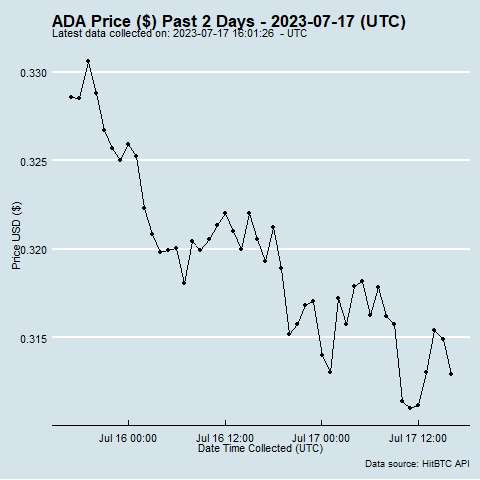 ADA Price ($) Past 2 Days - 2023-07-17 (UTC)
Latest data collected on: 2023-07-17 16:01:26  - UTC
0.330
0.325
0.320
0.315
Price USD ($)
Jul 16 00:00
Jul 16 12:00
Jul 17 00:00
Jul 17 12:00
Date Time Collected (UTC)
Data source: HitBTC API